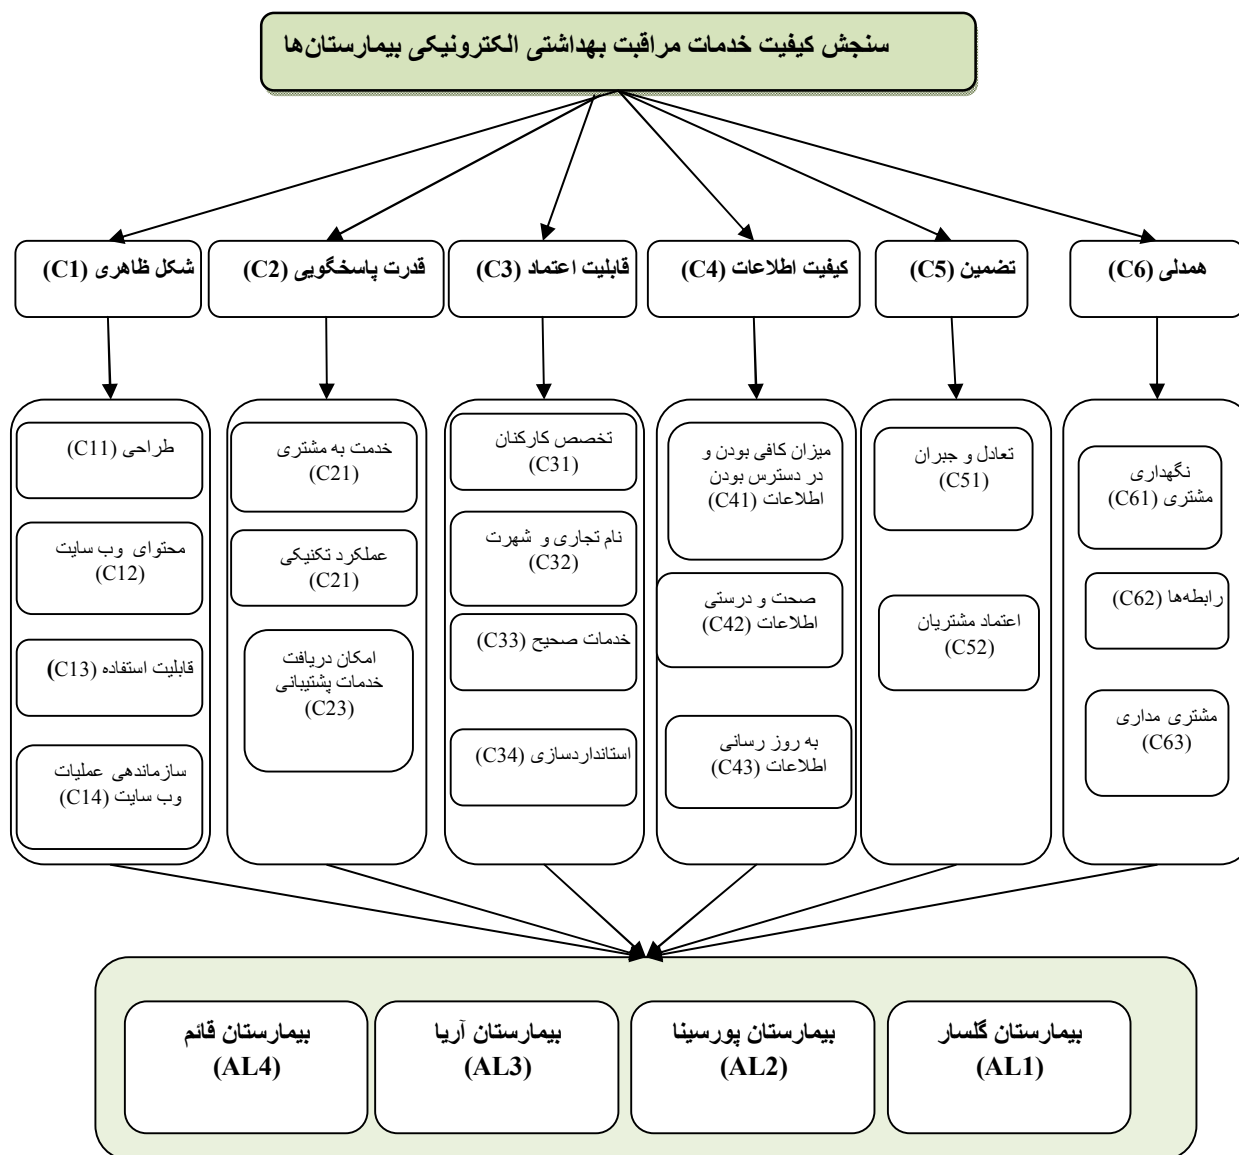 سنجش کیفیت خدمات مراقبت بهداشتی الکترونیکی بیمارستان‌ها
شکل ظاهری (C1)
قدرت پاسخگویی (C2)
قابلیت اعتماد (C3)
کیفیت اطلاعات (C4)
تضمین (C5)
همدلی (C6)
طراحی (C11)
محتوای وب سایت
(C12)
قابلیت استفاده (C13)
سازماندهی عملیات
وب سایت (C14)
خدمت به مشتری
(C21)
عملکرد تکنیکی
(C21)
امکان دریافت
خدمات پشتیبانی
(C23)
تخصص کارکنان
(C31)
نام تجاری و شهرت
(C32)
خدمات صحیح (C33)
استانداردسازی (C34)
میزان کافی بودن و
در دسترس بودن
اطلاعات (C41)
صحت و درستی
اطلاعات (C42)
به روز رسانی
اطلاعات (C43)
تعادل و جبران
(C51)
اعتماد مشتریان
(C52)
نگهداری
مشتری (C61)
رابطه‌ها (C62)
مشتری مداری
(C63)
بیمارستان گلسار
(AL1)
بیمارستان پورسینا
(AL2)
بیمارستان آریا
(AL3)
بیمارستان قائم
(AL4)